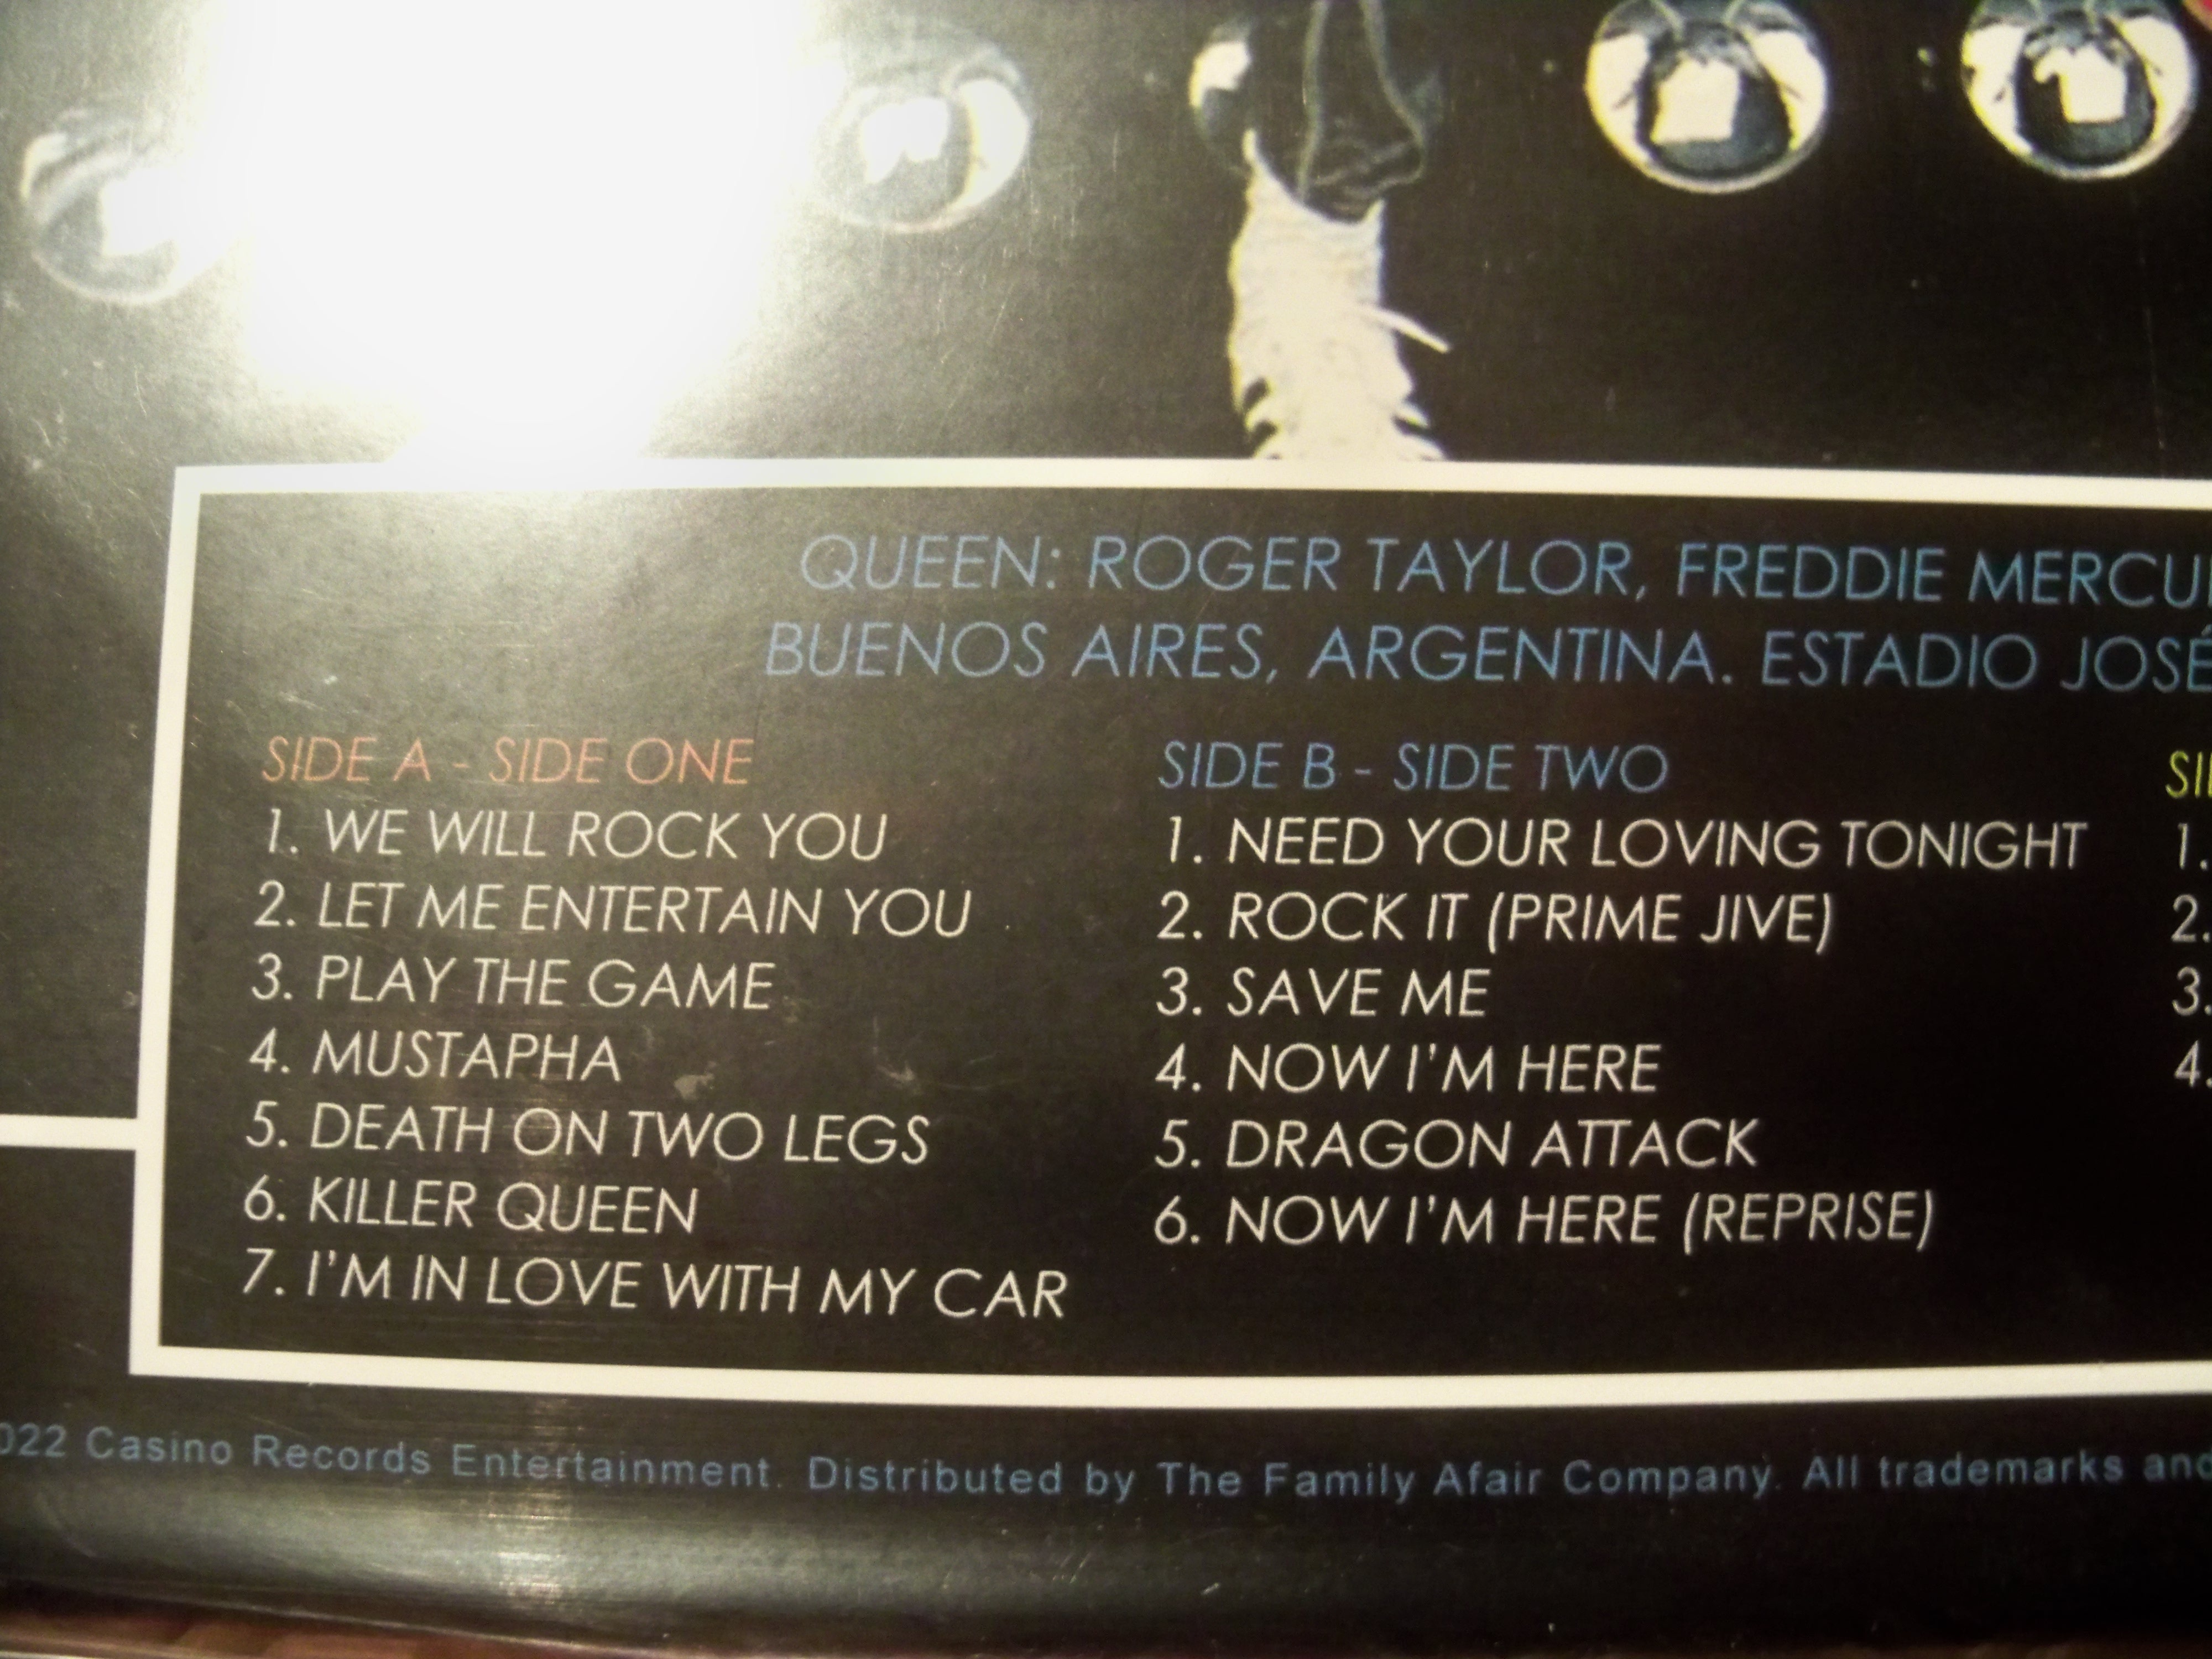 QUEEN: ROGER TAYLOR, FREDDIE MERCU
BUENOS AIRES, ARGENTINA. ESTADIO JOSÉ
SIDE A - SIDE ONE
1. WE WILL ROCK YOU
2. LET ME ENTERTAIN YOU
3. PLAY THE GAME
4. MUSTAPHA
5. DEATH ON TWO LEGS
6. KILLER QUEEN
7. I'M IN LOVE WITH MY CAR
SIDE B - SIDE TWO
1. NEED YOUR LOVING TONIGHT
2. ROCK IT (PRIME JIVE)
3. SAVE ME
4. NOW I'M HERE
5. DRAGON ATTACK
6. NOW I'M HERE (REPRISE)
SI
1.
2.
3.
4.
022 Casino Records Entertainment. Distributed by The Family Afair Company. All trademarks and